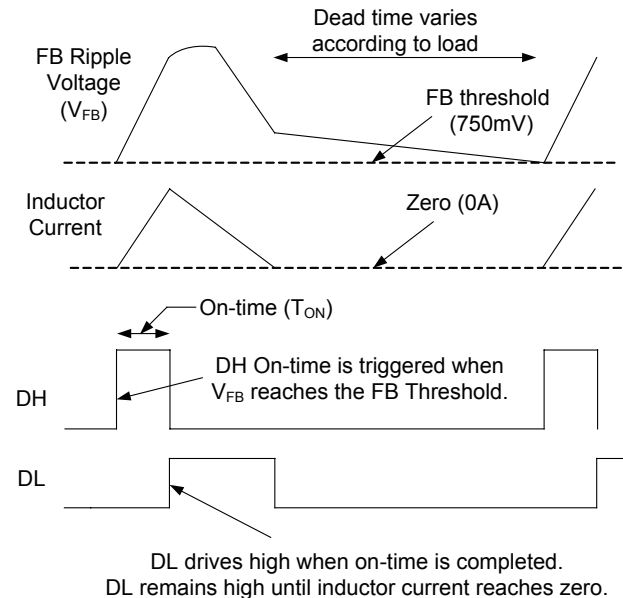 Dead time varies
according to load
FB Ripple
Voltage
(VFB)
FB threshold
(750mV)
Inductor
Current
Zero (0A)
On-time (TON)
DH On-time is triggered when
VFB reaches the FB Threshold.
DH
DL
DL drives high when on-time is completed.
DL remains high until inductor current reaches zero.